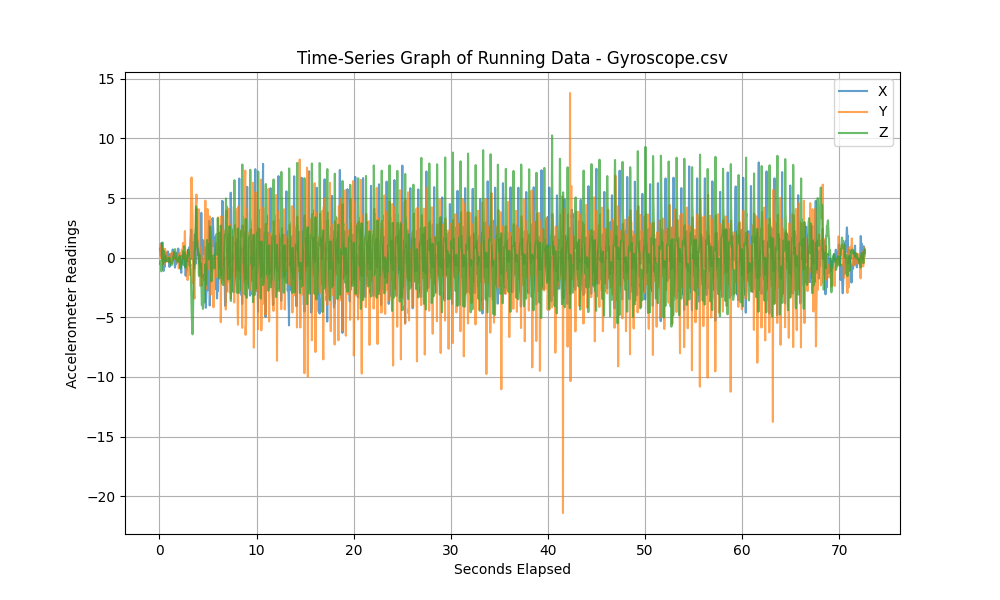 Time-Series Graph of Running Data - Gyroscope.csv
15
10
5
0
−5
−10
−15
−20
Accelerometer Readings
X
Y
Z
0 10 20 30 40 50 60 70
Seconds Elapsed